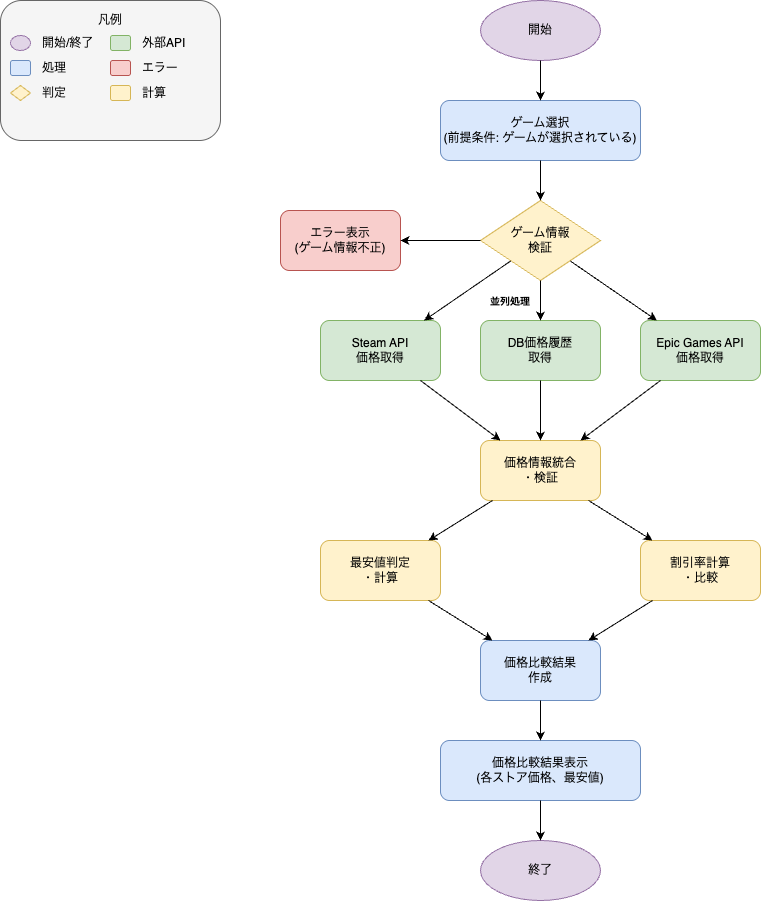 凡例
開始/終了
外部API
処理
エラー
判定
計算
開始
ゲーム選択
(前提条件: ゲームが選択されている)
ゲーム情報
検証
エラー表示
(ゲーム情報不正)
並列処理
Steam API
価格取得
DB価格履歴
取得
Epic Games API
価格取得
価格情報統合
・検証
最安値判定
・計算
割引率計算
・比較
価格比較結果
作成
価格比較結果表示
(各ストア価格、最安値)
終了